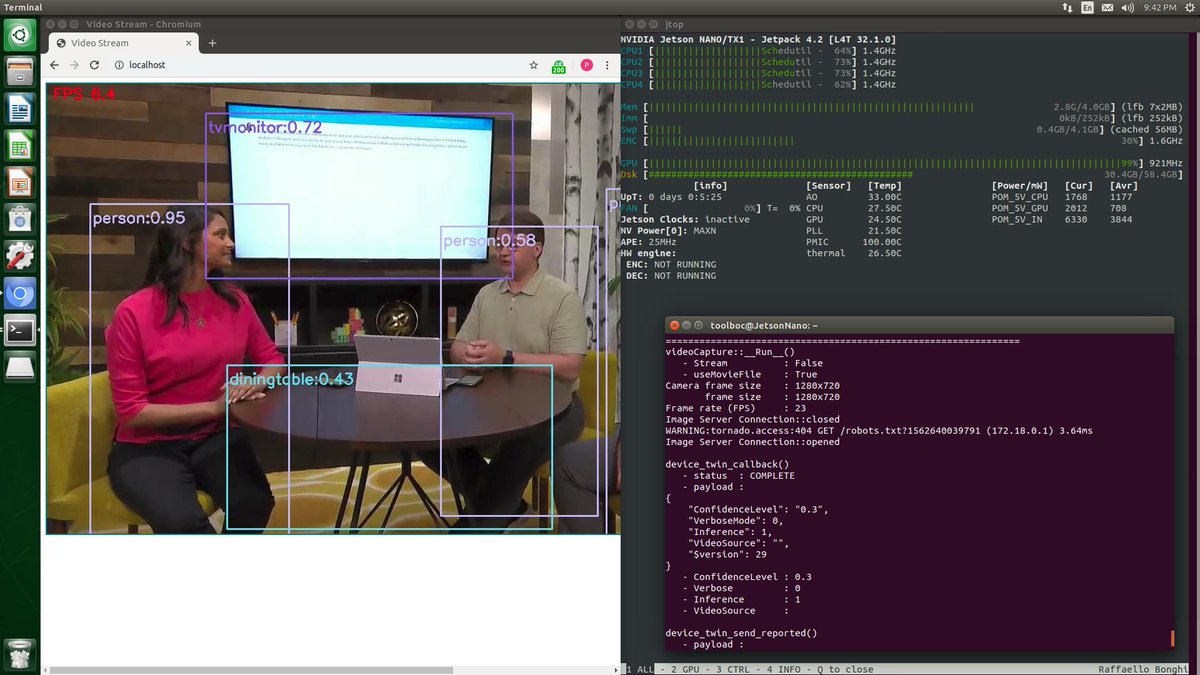 Terminal
En
9:42 PM
Video Stream - Chromium
Video Stream
localhost
200
P
FPS 6.4
tvmonitor:0.72
person:0.95
person:0.58
diningtable:0.43
jtop
NVIDIA Jetson NANO/TX1 - Jetpack 4.2 [L4T 32.1.0]
CPU1 [||||||||||||||||||||Schedutil -  64%] 1.4GHz
CPU2 [||||||||||||||||||||Schedutil -  73%] 1.4GHz
CPU3 [||||||||||||||||||||Schedutil -  73%] 1.4GHz
CPU4 [||||||||||||||||||||Schedutil -  62%] 1.4GHz
Mem [ 2.8G/4.0GB] (lfb 7x2MB)
Imm [ 0kB/252kB] (lfb 252kB)
Swp [|||||| 0.4GB/4.1GB] (cached 56MB)
EMC [ 30%] 1.6GHz
GPU [ 99%] 921MHz
Dsk [ 30.4GB/58.4GB]
[info] [Sensor] [Temp] [Power/mW] [Cur] [Avr]
UpT: 0 days 0:5:25 AO 33.00C POM_5V_CPU 1768 1177
FAN [ 0%] T= 0% CPU 27.50C POM_5V_GPU 2012 708
Jetson Clocks: inactive GPU 24.50C POM_5V_IN 6330 3844
NV Power[0]: MAXN PLL 21.50C
APE: 25MHz PMIC 100.00C
HW engine: thermal 26.50C
ENC: NOT RUNNING
DEC: NOT RUNNING
toolboc@JetsonNano: ~
===============================================================
videoCapture::__Run__()
- Stream : False
- useMovieFile : True
Camera frame size : 1280x720
frame size : 1280x720
Frame rate (FPS) : 23
Image Server Connection::closed
WARNING:tornado.access:404 GET /robots.txt?1562640039791 (172.18.0.1) 3.64ms
Image Server Connection::opened
device_twin_callback()
- status : COMPLETE
- payload :
{
"ConfidenceLevel": "0.3",
"VerboseMode": 0,
"Inference": 1,
"VideoSource": "",
"$version": 29
}
- ConfidenceLevel : 0.3
- Verbose : 0
- Inference : 1
- VideoSource :
device_twin_send_reported()
- payload :
1 ALL - 2 GPU - 3 CTRL - 4 INFO - Q to close
Raffaello Bonghi